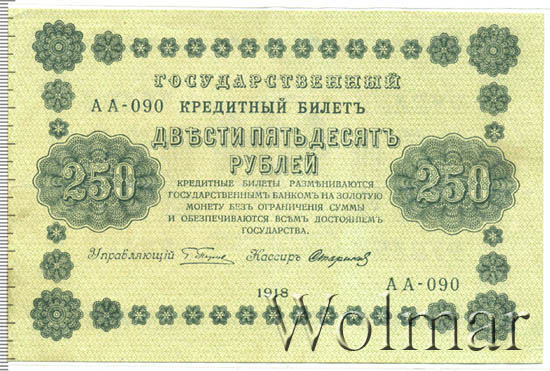 ГОСУДАРСТВЕННЫЙ
АА-090 КРЕДИТНЫЙ БИЛЕТЪ
ДВѢСТИ ПЯТЬДЕСЯТЪ
РУБЛЕЙ
250 250
КРЕДИТНЫЕ БИЛЕТЫ РАЗМѢНИВАЮТСЯ
ГОСУДАРСТВЕННЫМЪ БАНКОМЪ НА ЗОЛОТУЮ
МОНЕТУ БЕЗЪ ОГРАНИЧЕНІЯ СУММЫ
И ОБЕЗПЕЧИВАЮТСЯ ВСѢМЪ ДОСТОЯНІЕМЪ
ГОСУДАРСТВА.
Управляющій Кассиръ
АА-090
1918
Wolmar